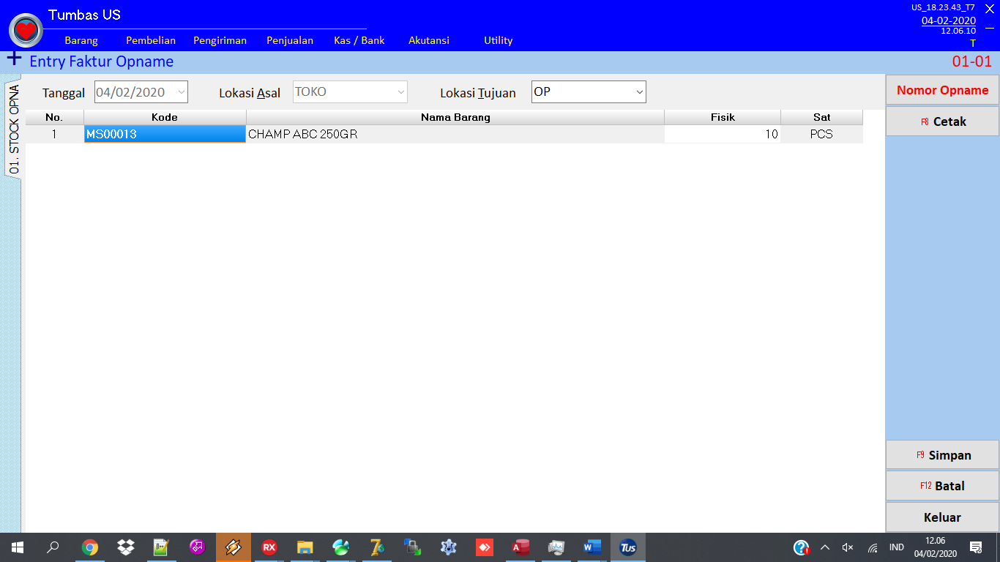 Tumbas US
US_18.23.43_T7
04-02-2020
12.06.10
T
Barang Pembelian Pengiriman Penjualan Kas / Bank Akutansi Utility
+ Entry Faktur Opname 01-01
01. STOCK OPNA
Tanggal 04/02/2020 Lokasi Asal TOKO Lokasi Tujuan OP
Nomor Opname
No. Kode Nama Barang Fisik Sat
1 MS00013 CHAMP ABC 250GR 10 PCS
F8 Cetak
F9 Simpan
F12 Batal
Keluar
n++
RX
7
A
W
Tus
?
IND
12.06
04/02/2020